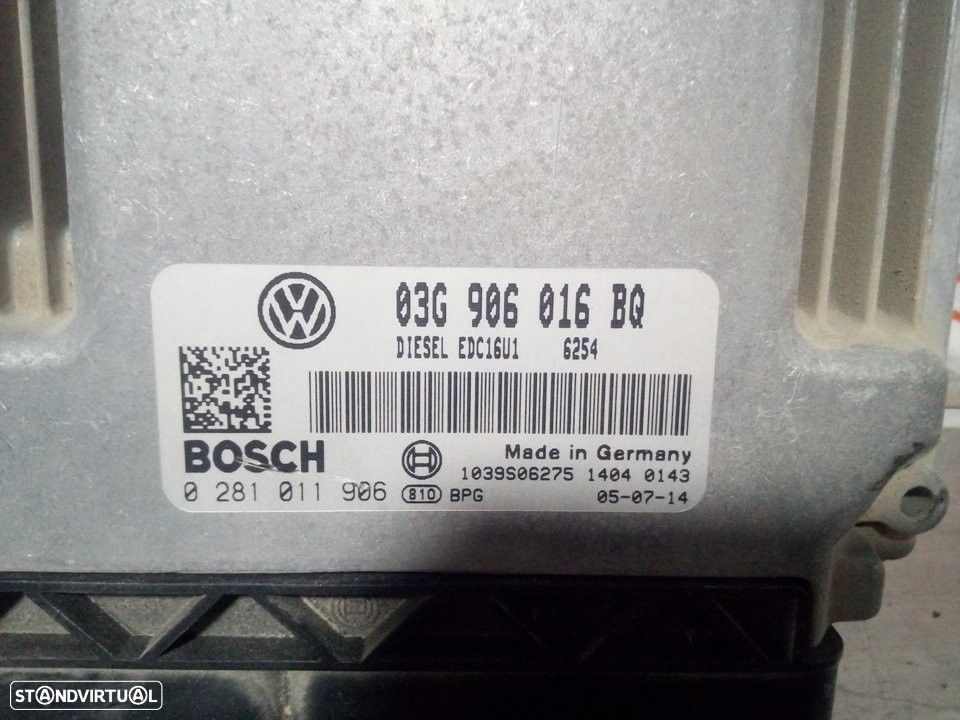 03G 906 016 BQ
DIESEL EDC16U1 6254
BOSCH
Made in Germany
1039S06275 1404 0143
0 281 011 906 810 BPG 05-07-14
STANDVIRTUAL